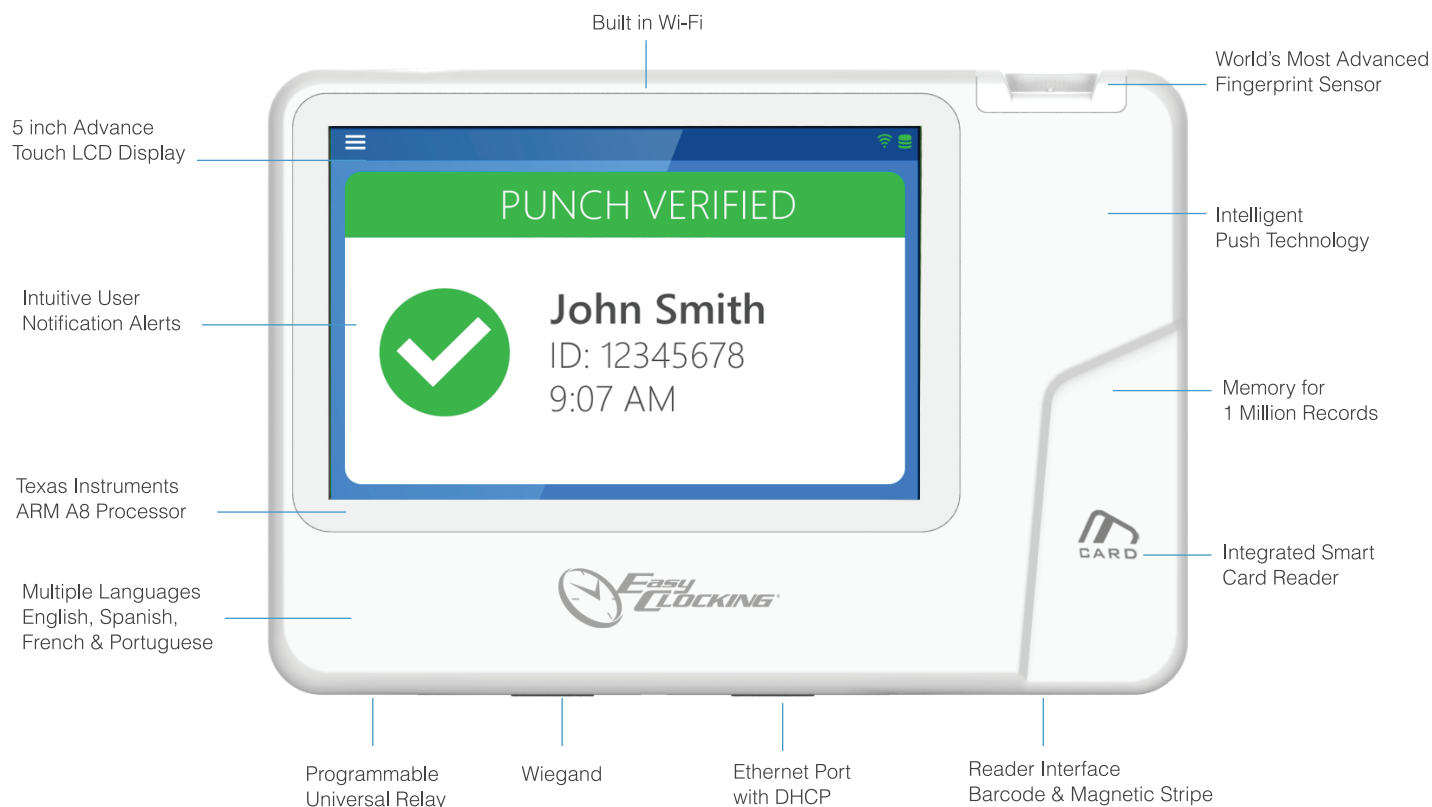 Built in Wi-Fi
World's Most Advanced
Fingerprint Sensor
5 inch Advance
Touch LCD Display
PUNCH VERIFIED
Intelligent
Push Technology
Intuitive User
Notification Alerts
John Smith
ID: 12345678
9:07 AM
Memory for
1 Million Records
Texas Instruments
ARM A8 Processor
CARD
Integrated Smart
Card Reader
Multiple Languages
English, Spanish,
French & Portuguese
Easy
CLOCKING
Programmable
Universal Relay
Wiegand
Ethernet Port
with DHCP
Reader Interface
Barcode & Magnetic Stripe